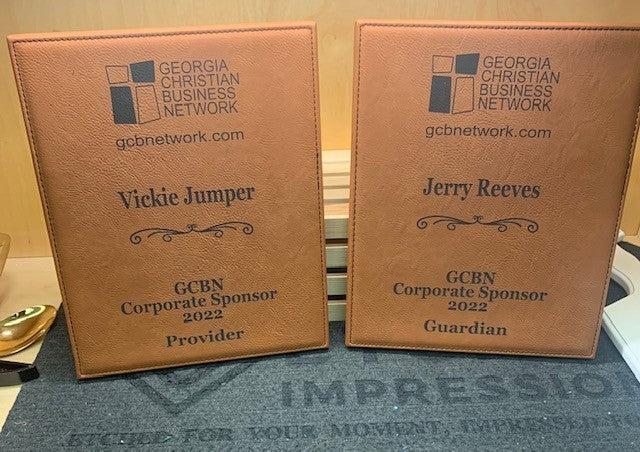 GEORGIA
CHRISTIAN
BUSINESS
NETWORK
gcbnetwork.com
Vickie Jumper
GCBN
Corporate Sponsor
2022
Provider
GEORGIA
CHRISTIAN
BUSINESS
NETWORK
gcbnetwork.com
Jerry Reeves
GCBN
Corporate Sponsor
2022
Guardian
IMPRESSIO
ETCHED FOR YOUR MOMENT, IMPRESSED FO